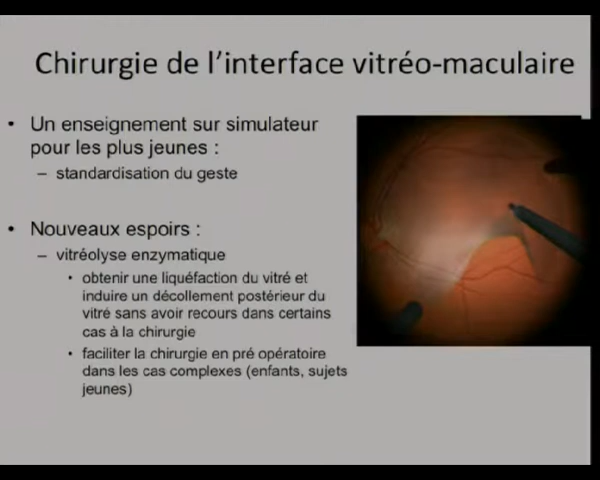 Chirurgie de l'interface vitréo-maculaire
• Un enseignement sur simulateur
pour les plus jeunes :
– standardisation du geste
• Nouveaux espoirs :
– vitréolyse enzymatique
• obtenir une liquéfaction du vitré et
induire un décollement postérieur du
vitré sans avoir recours dans certains
cas à la chirurgie
• faciliter la chirurgie en pré opératoire
dans les cas complexes (enfants, sujets
jeunes)